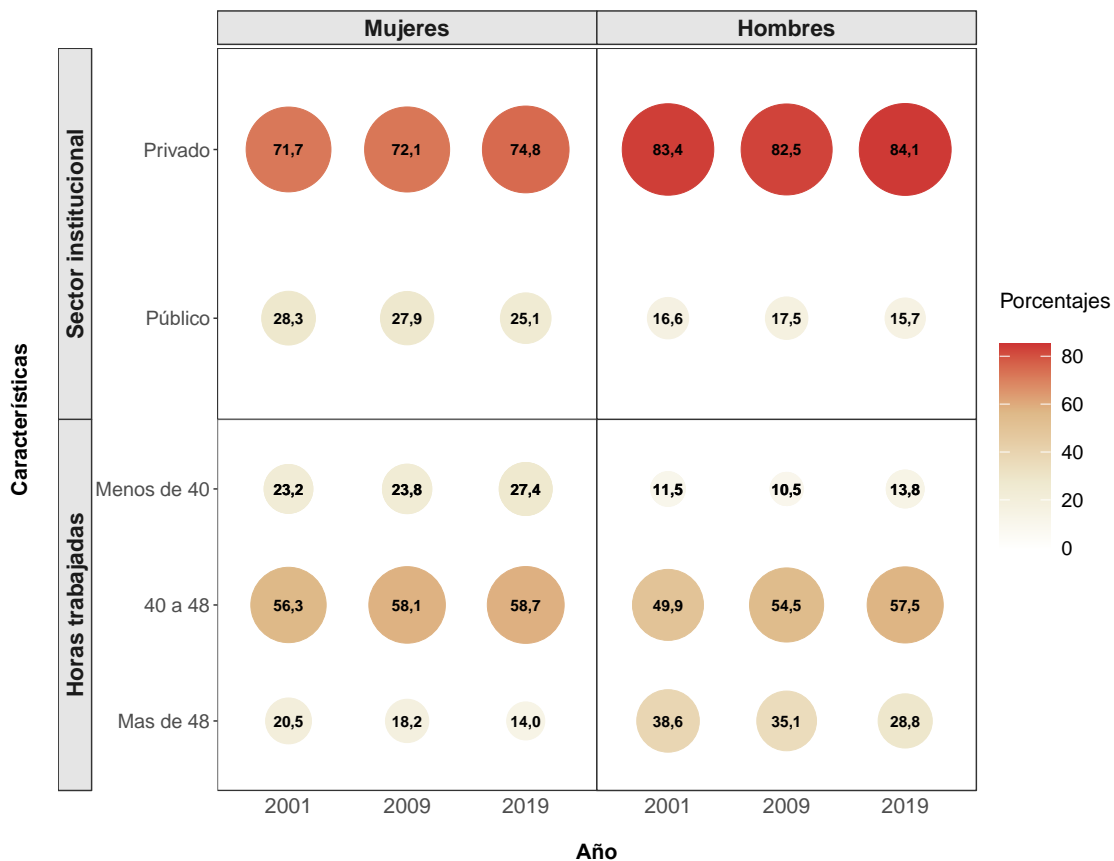 Mujeres Hombres
Características
Sector institucional
Privado 71,7 72,1 74,8 83,4 82,5 84,1
Público 28,3 27,9 25,1 16,6 17,5 15,7
Horas trabajadas
Menos de 40 23,2 23,8 27,4 11,5 10,5 13,8
40 a 48 56,3 58,1 58,7 49,9 54,5 57,5
Mas de 48 20,5 18,2 14,0 38,6 35,1 28,8
2001 2009 2019 2001 2009 2019
Año
Porcentajes
80
60
40
20
0